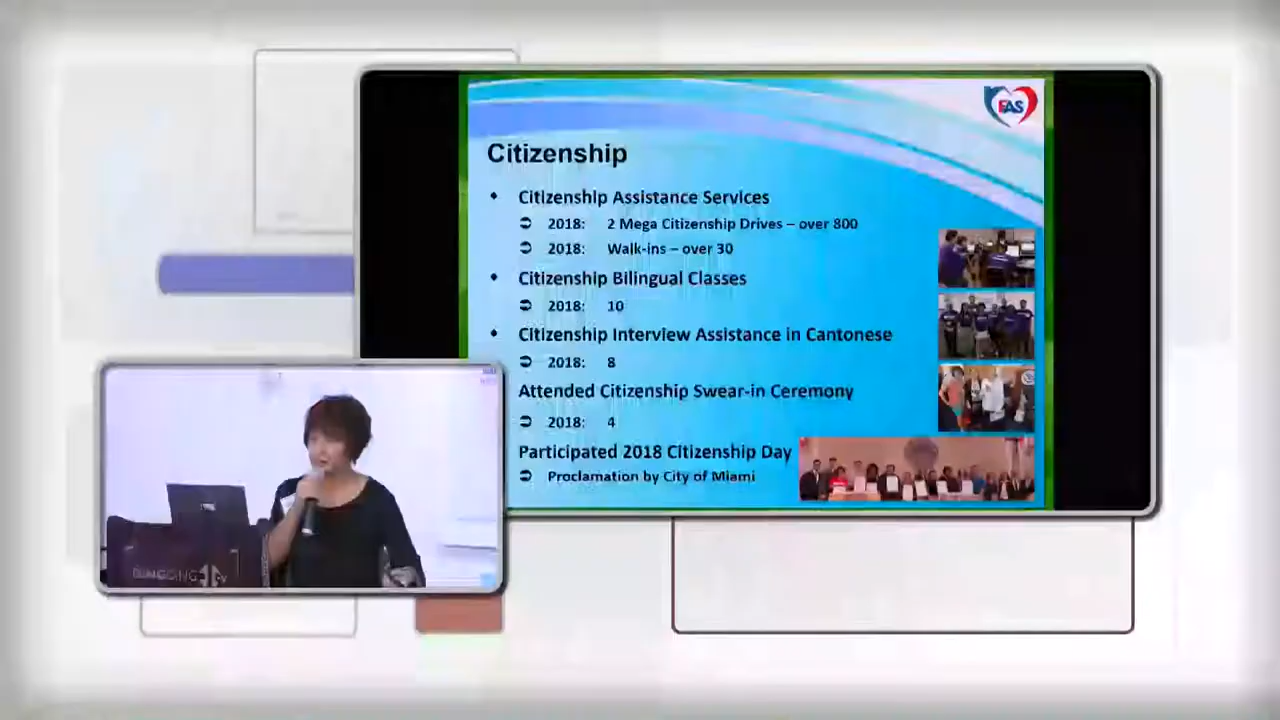 EAS
Citizenship
• Citizenship Assistance Services
➲ 2018: 2 Mega Citizenship Drives – over 800
➲ 2018: Walk-ins – over 30
• Citizenship Bilingual Classes
➲ 2018: 10
• Citizenship Interview Assistance in Cantonese
➲ 2018: 8
Attended Citizenship Swear-in Ceremony
➲ 2018: 4
Participated 2018 Citizenship Day
➲ Proclamation by City of Miami